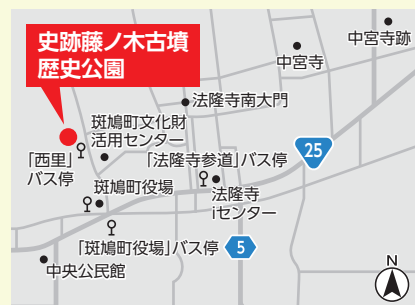 史跡藤ノ木古墳
歴史公園
中宮寺跡
中宮寺
法隆寺南大門
斑鳩町文化財
活用センター
「西里」
バス停
「法隆寺参道」バス停
25
斑鳩町役場
法隆寺
iセンター
「斑鳩町役場」バス停
5
中央公民館
N